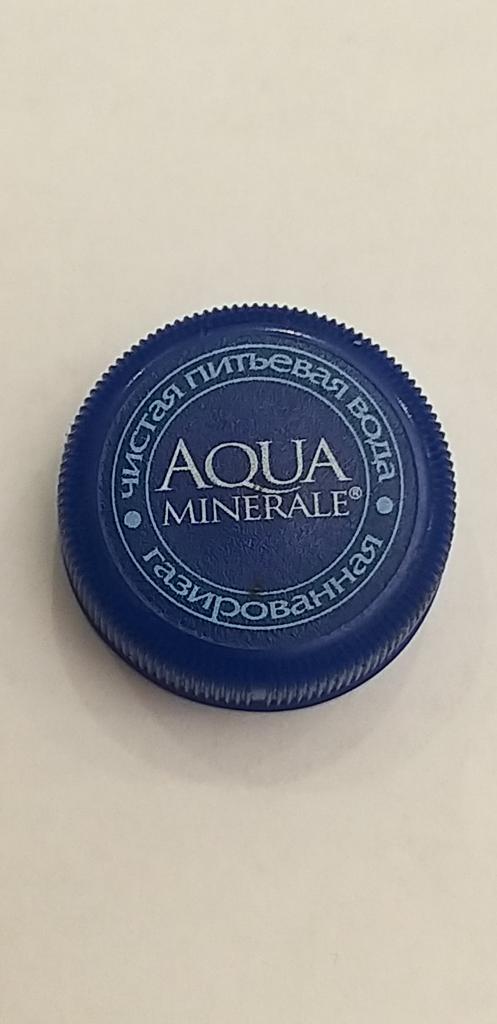 чистая питьевая вода
AQUA
MINERALE®
газированная